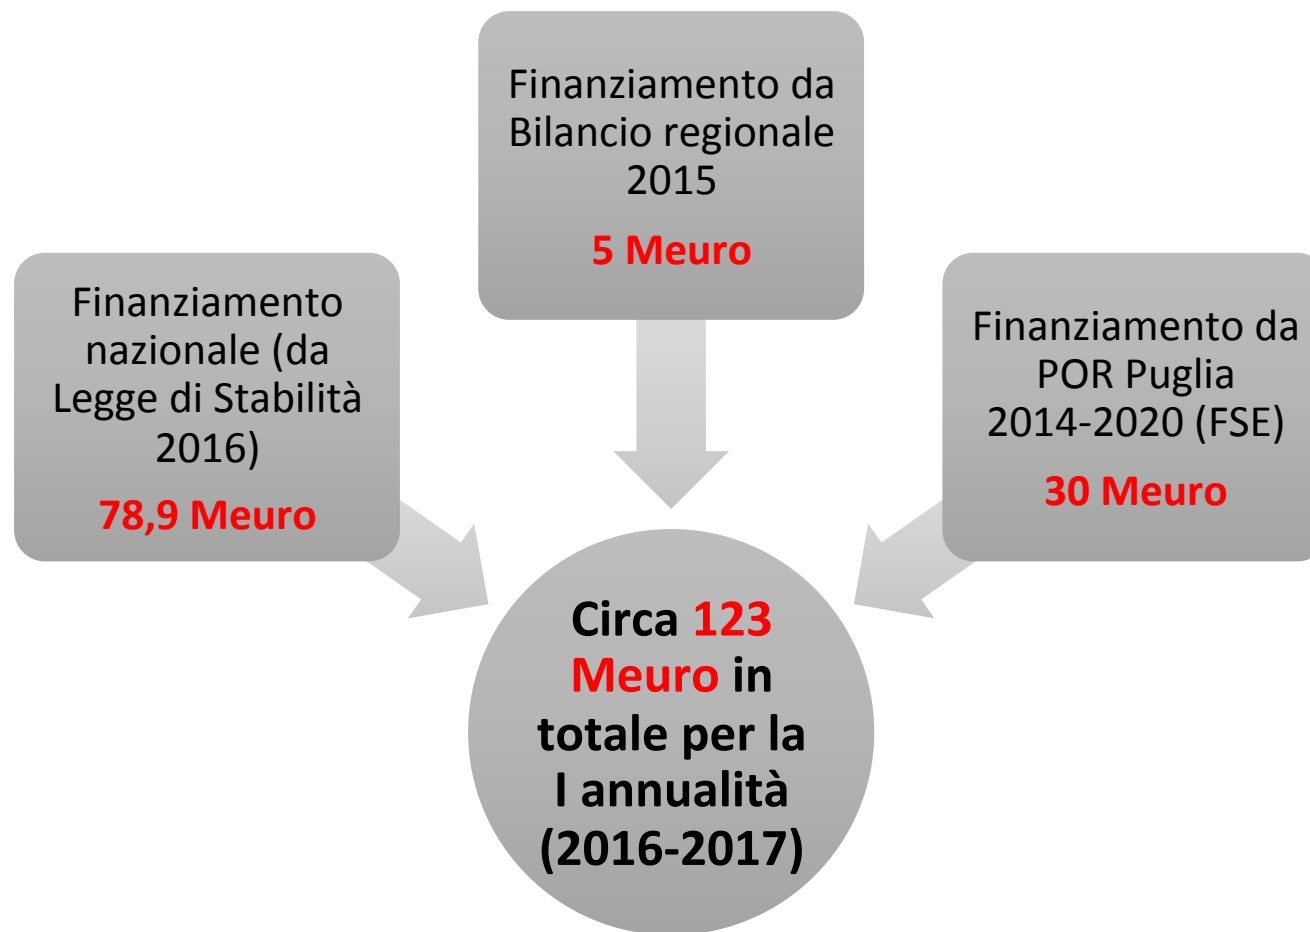 Finanziamento da
Bilancio regionale
2015
5 Meuro
Finanziamento
nazionale (da
Legge di Stabilità
2016)
78,9 Meuro
Finanziamento da
POR Puglia
2014-2020 (FSE)
30 Meuro
Circa 123
Meuro in
totale per la
I annualità
(2016-2017)